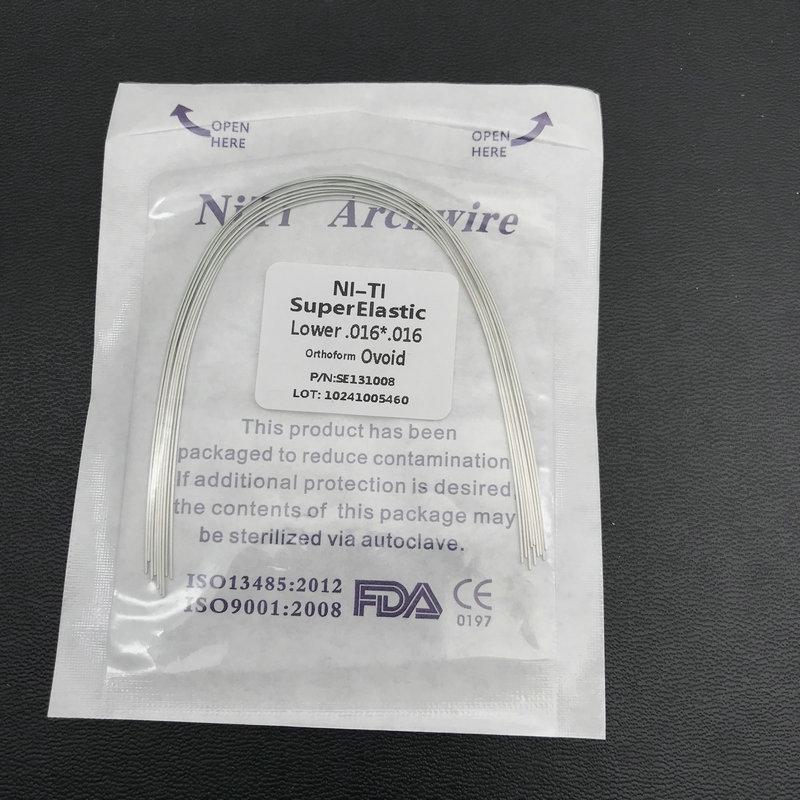 OPEN HERE
OPEN HERE
NiTi Archwire
NI-TI
SuperElastic
Lower .016*.016
Orthoform Ovoid
P/N:SE131008
LOT: 10241005460
This product has been
packaged to reduce contamination
If additional protection is desired,
the contents of this package may
be sterilized via autoclave.
ISO13485:2012
ISO9001:2008
FDA
CE
0197